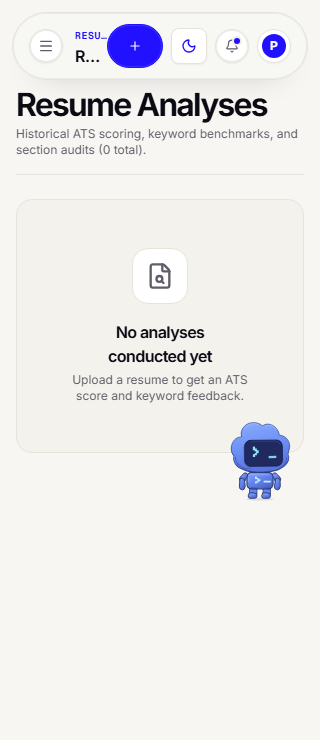 RESU...
R...
P
Resume Analyses
Historical ATS scoring, keyword benchmarks, and
section audits (0 total).
No analyses
conducted yet
Upload a resume to get an ATS
score and keyword feedback.